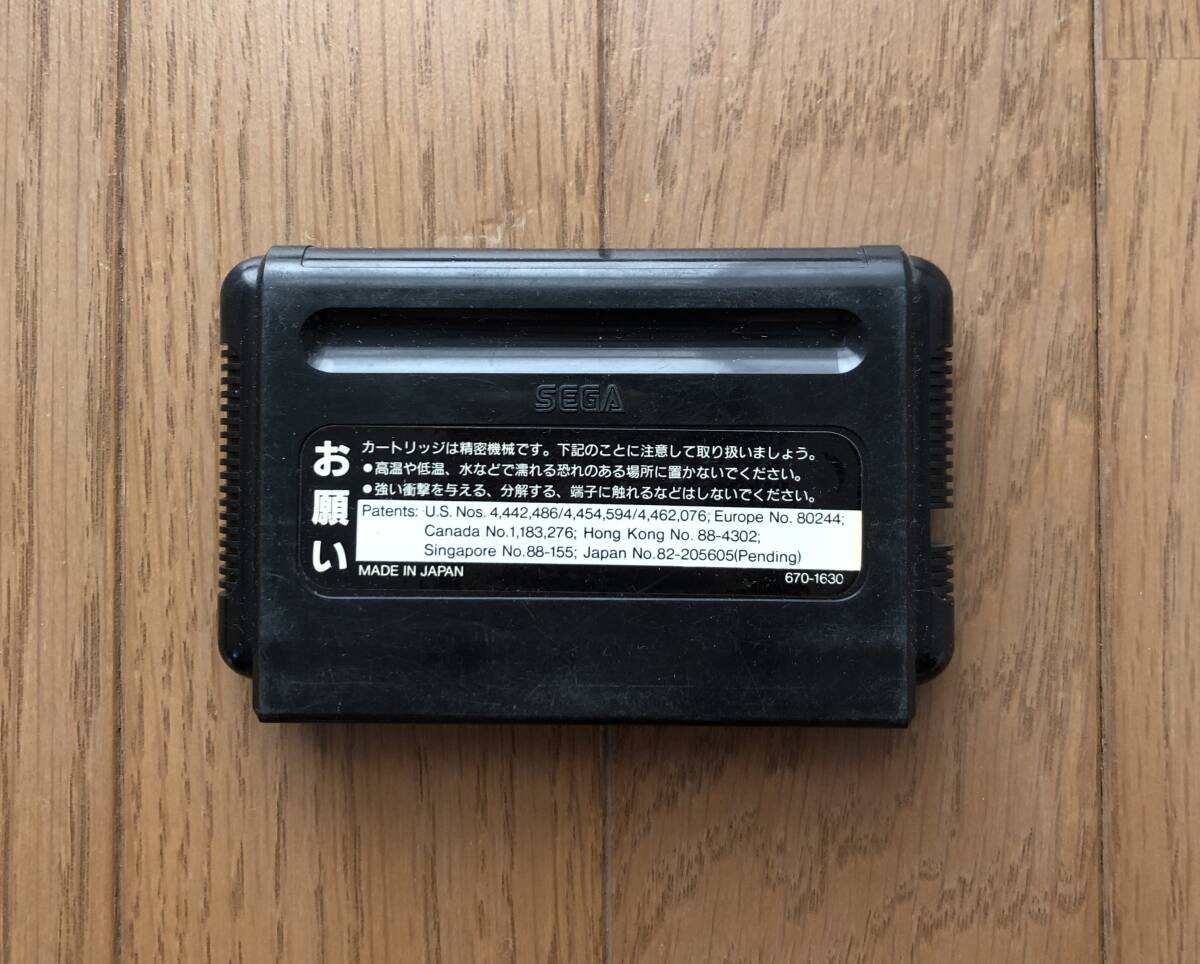 SEGA
お願い
カートリッジは精密機械です。下記のことに注意して取り扱いましょう。
●高温や低温、水などで濡れる恐れのある場所に置かないでください。
●強い衝撃を与える、分解する、端子に触れるなどはしないでください。
Patents: U.S. Nos. 4,442,486/4,454,594/4,462,076; Europe No. 80244;
Canada No.1,183,276; Hong Kong No. 88-4302;
Singapore No.88-155; Japan No.82-205605(Pending)
MADE IN JAPAN 670-1630